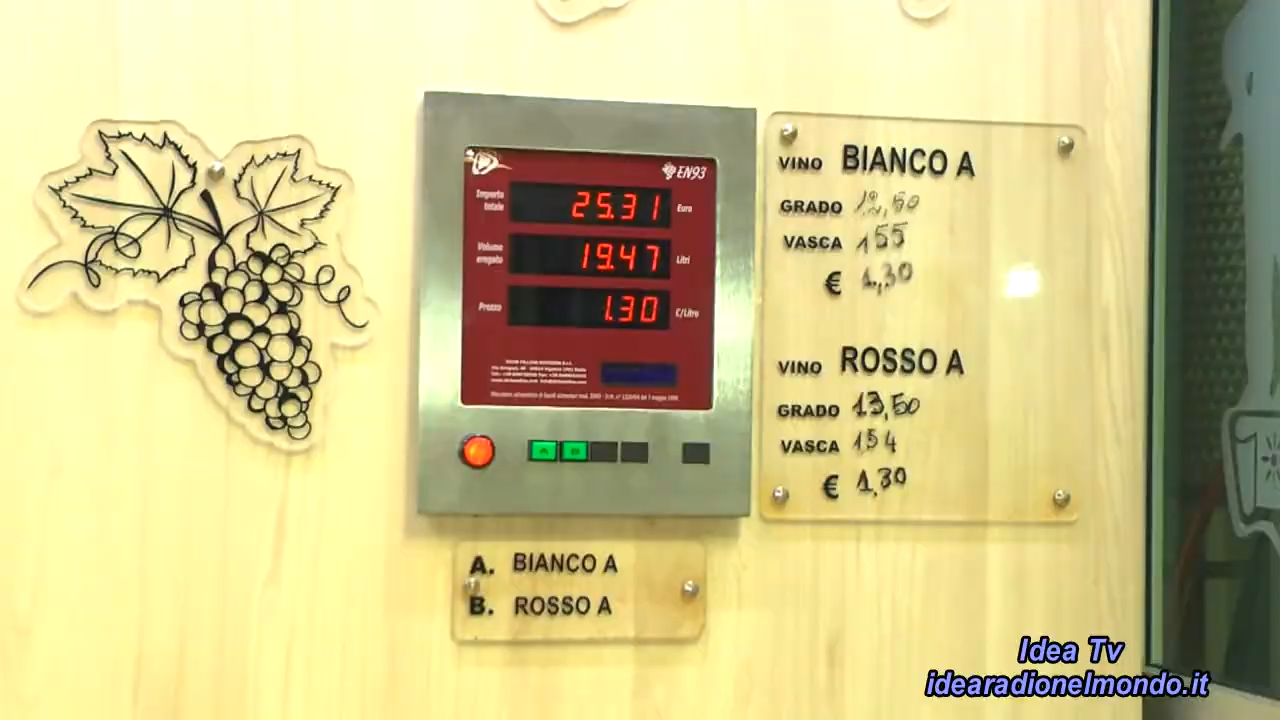 EN93
Importo
totale
25.31
Euro
Volume
erogato
19.47
Litri
Prezzo
1.30
€/Litro
A
B
A. BIANCO A
B. ROSSO A
VINO BIANCO A
GRADO 12,50
VASCA 155
€ 1,30
VINO ROSSO A
GRADO 13,50
VASCA 154
€ 1,30
Idea Tv
idearadionelmondo.it